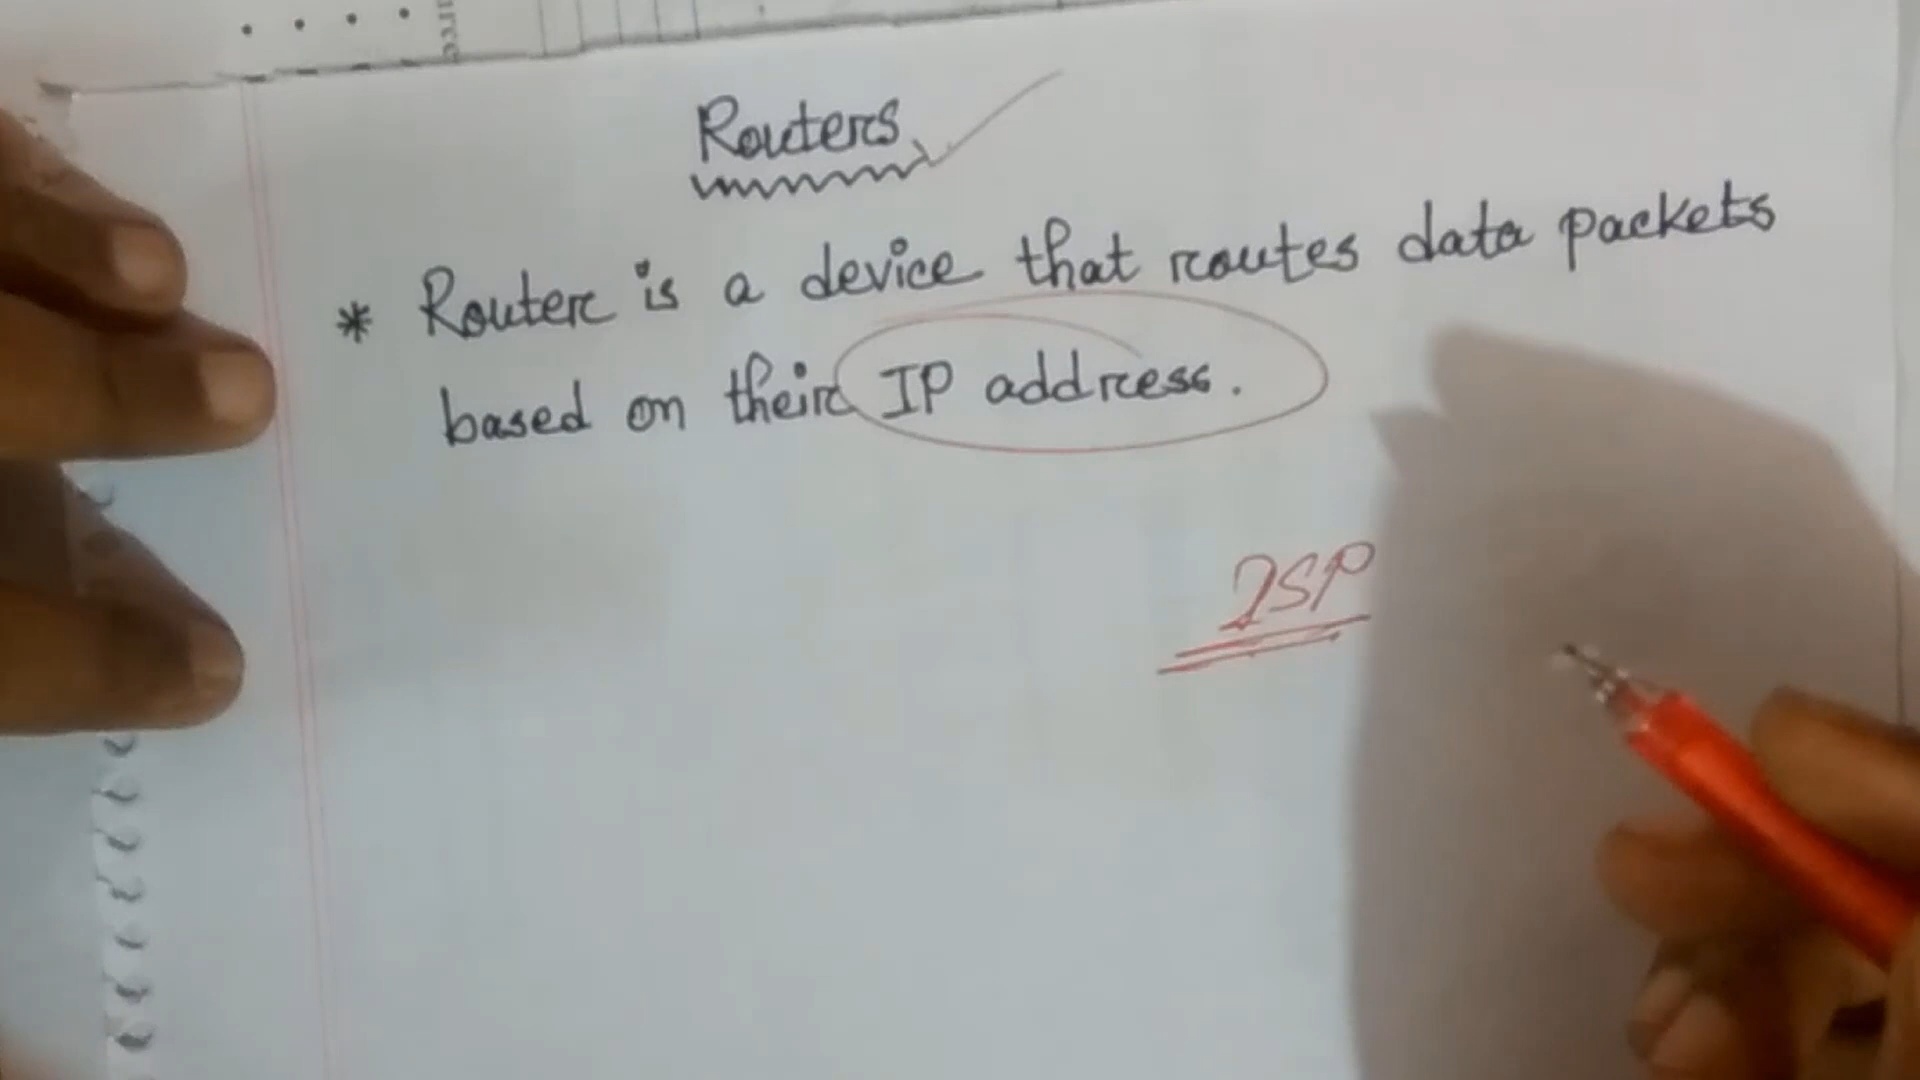 Routers
* Router is a device that routes data packets
based on their IP address.
ISP